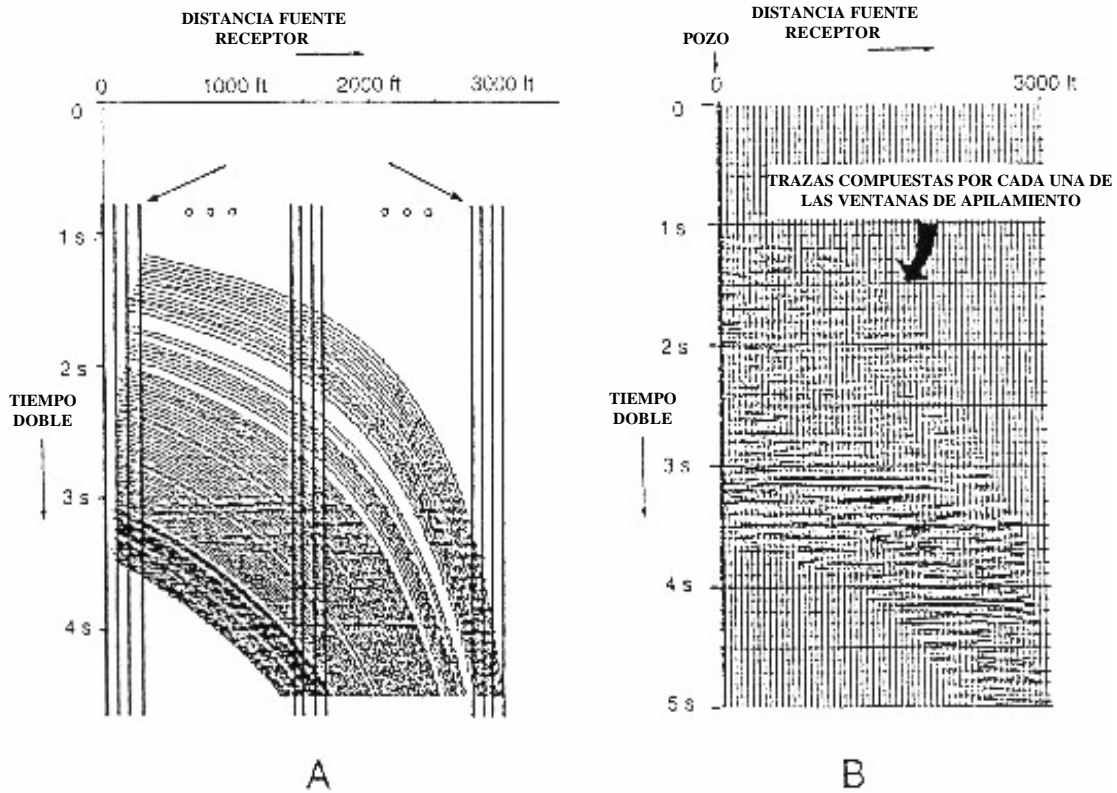 DISTANCIA FUENTE
RECEPTOR
0 1000 ft 2000 ft 3000 ft
0
1 s
2 s
TIEMPO
DOBLE
3 s
4 s
A
DISTANCIA FUENTE
RECEPTOR
POZO
0 3000 ft
0
TRAZAS COMPUESTAS POR CADA UNA DE
LAS VENTANAS DE APILAMIENTO
1 s
2 s
TIEMPO
DOBLE
3 s
4 s
5 s
B